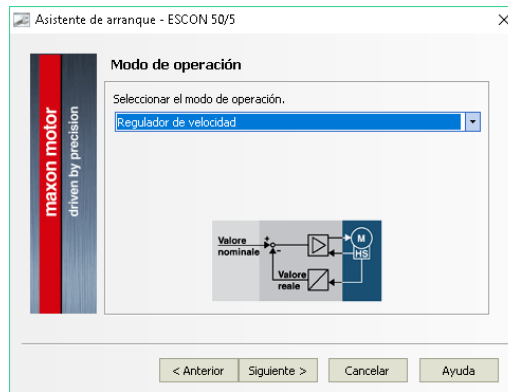 Asistente de arranque - ESCON 50/5
maxon motor
driven by precision
Modo de operación
Seleccionar el modo de operación.
Regulador de velocidad
Valore
nominale
+
-
M
HS
Valore
reale
< Anterior
Siguiente >
Cancelar
Ayuda